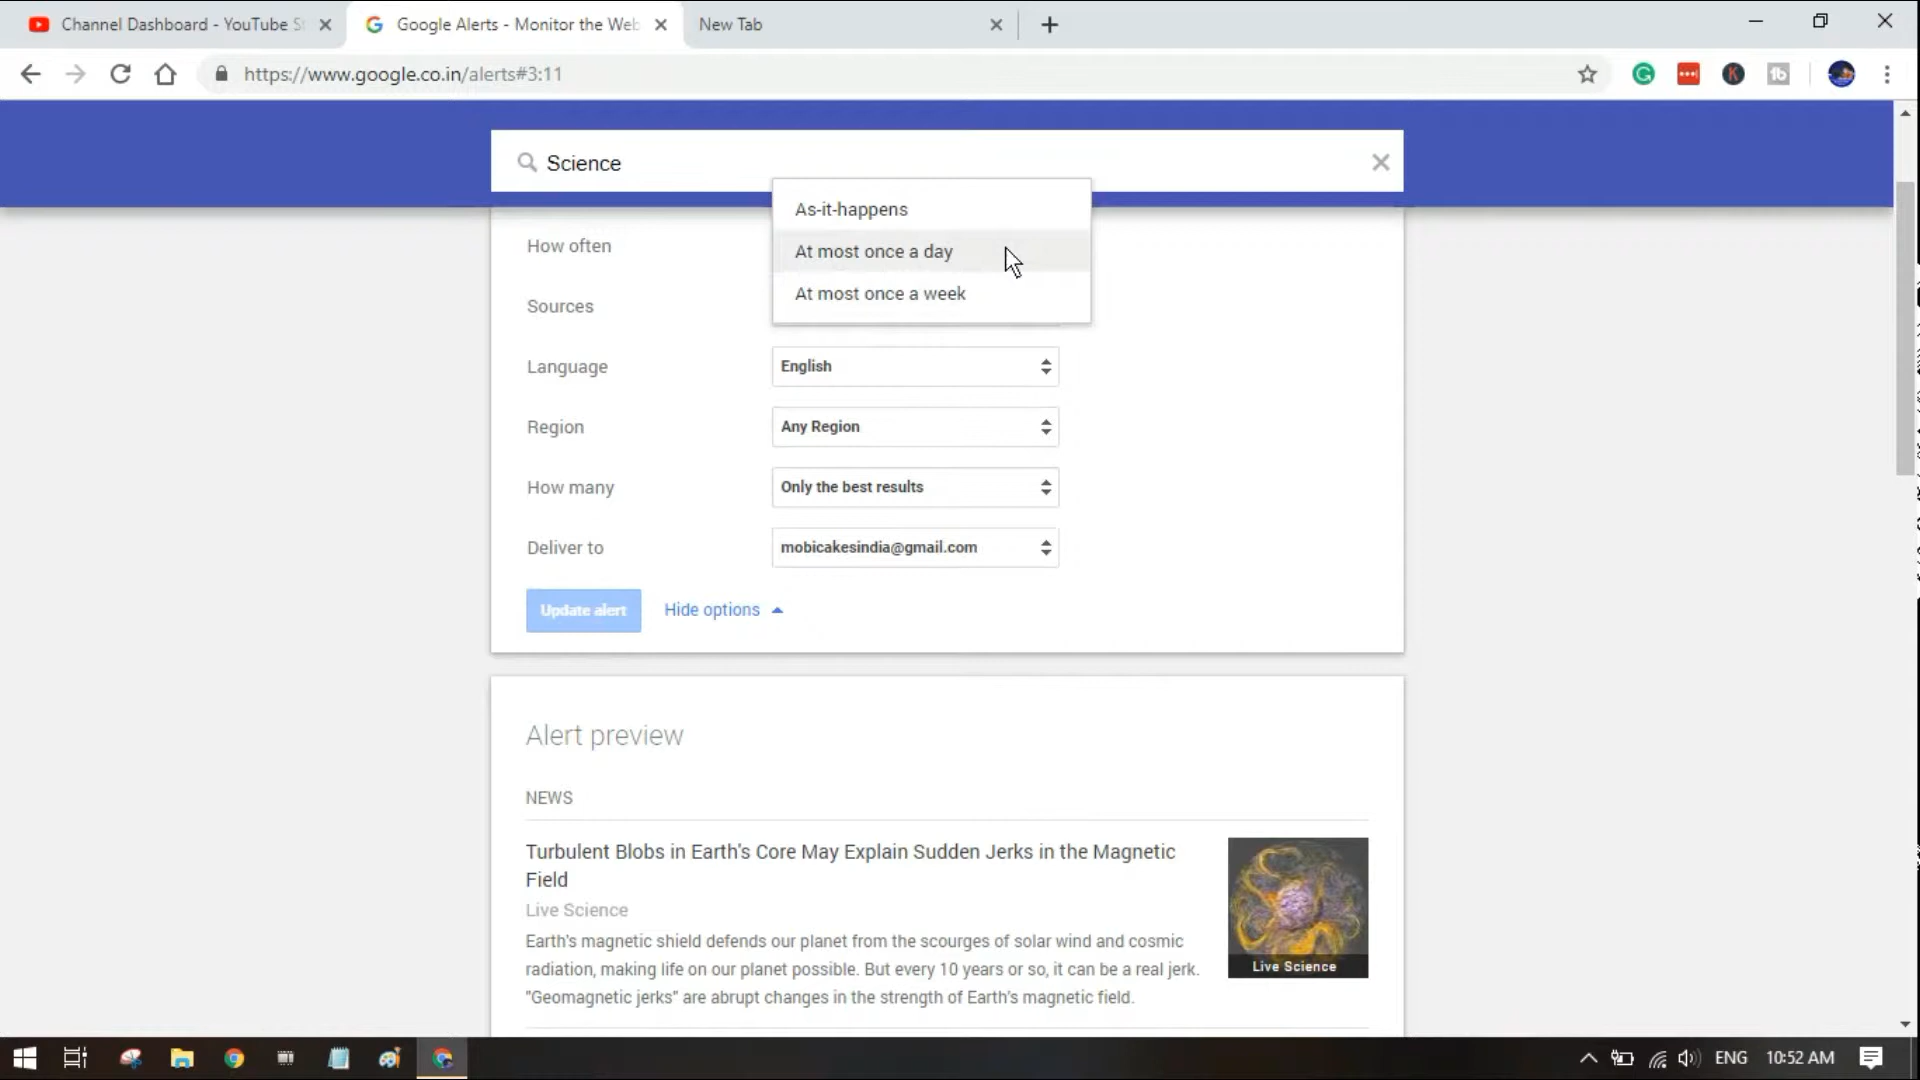 Channel Dashboard - YouTube S
Google Alerts - Monitor the Web
New Tab
https://www.google.co.in/alerts#3:11
Science
As-it-happens
How often
At most once a day
At most once a week
Sources
Language
English
Region
Any Region
How many
Only the best results
Deliver to
mobicakesindia@gmail.com
Update alert
Hide options
Alert preview
NEWS
Turbulent Blobs in Earth's Core May Explain Sudden Jerks in the Magnetic
Field
Live Science
Earth's magnetic shield defends our planet from the scourges of solar wind and cosmic
radiation, making life on our planet possible. But every 10 years or so, it can be a real jerk.
"Geomagnetic jerks" are abrupt changes in the strength of Earth's magnetic field.
Live Science
ENG
10:52 AM